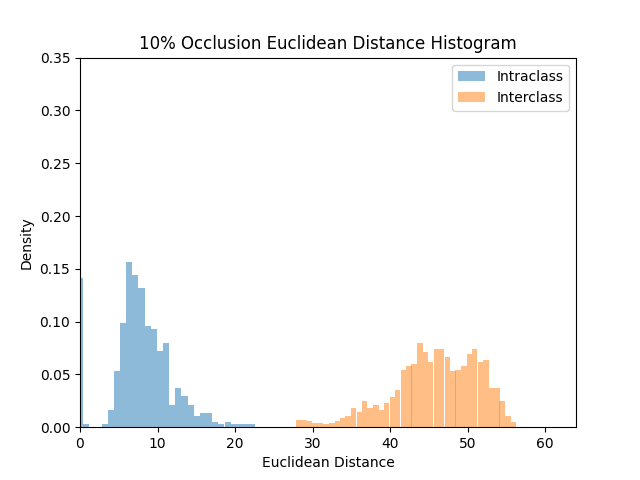 10% Occlusion Euclidean Distance Histogram
0.35
0.30
0.25
0.20
0.15
0.10
0.05
0.00
Density
Intraclass
Interclass
0 10 20 30 40 50 60
Euclidean Distance